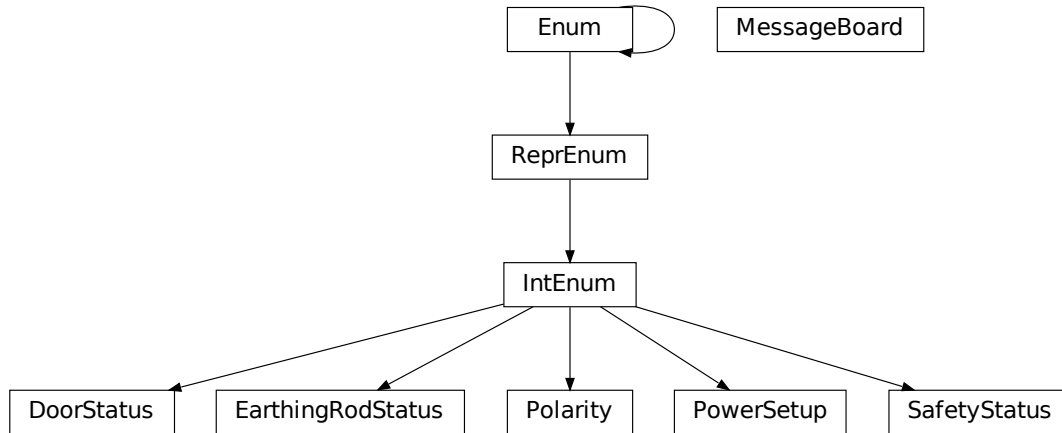 Enum
MessageBoard
ReprEnum
IntEnum
DoorStatus
EarthingRodStatus
Polarity
PowerSetup
SafetyStatus